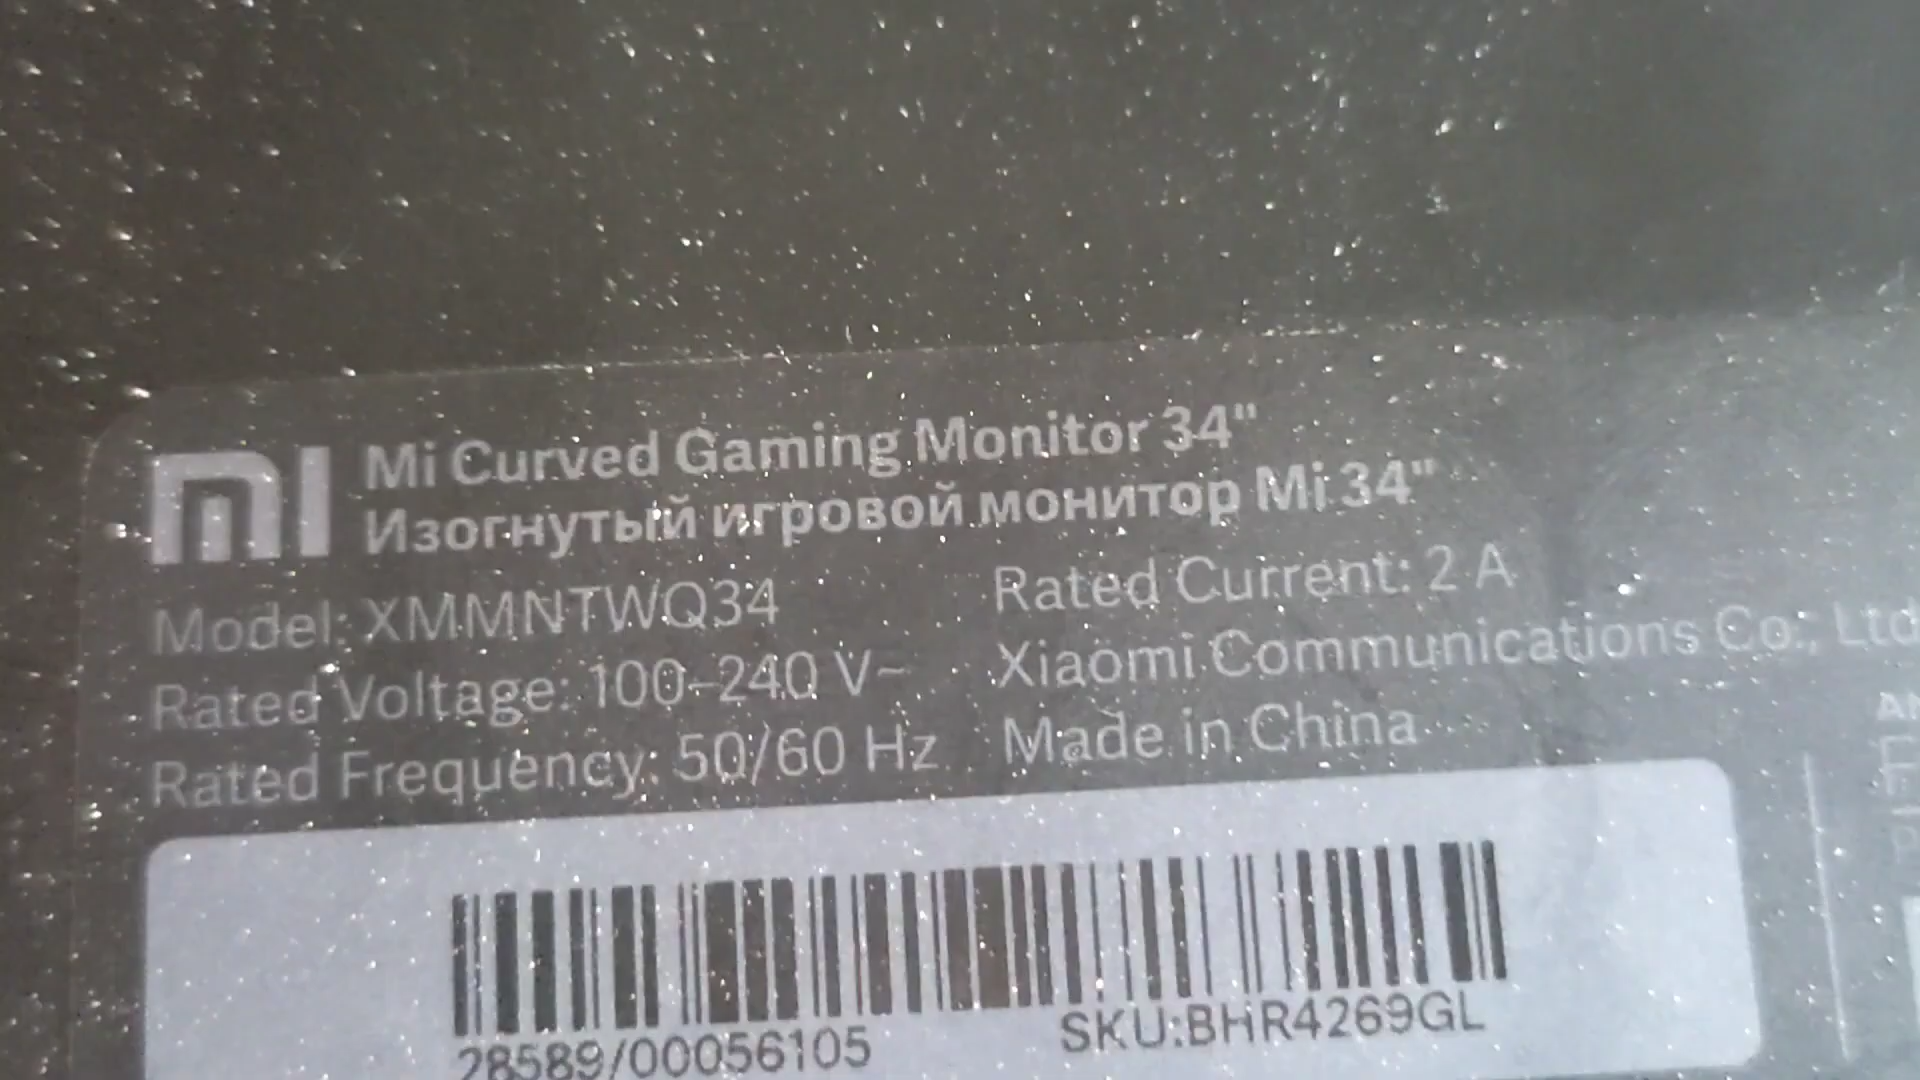 mi
Mi Curved Gaming Monitor 34"
Изогнутый игровой монитор Mi 34"
Model: XMMNTWQ34
Rated Current: 2 A
Rated Voltage: 100–240 V~
Xiaomi Communications Co., Ltd
Rated Frequency: 50/60 Hz
Made in China
28589/00056105
SKU:BHR4269GL